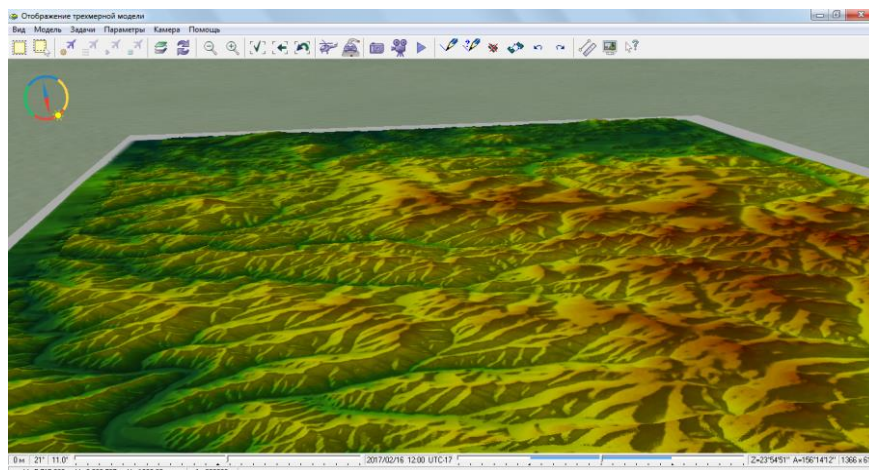 Отображение трехмерной модели
Вид Модель Задачи Параметры Камера Помощь
0 м 21° 11.0° 2017/02/16 12:00 UTC-17 Z=23°54'51" A=156°14'12" 1366 x 6